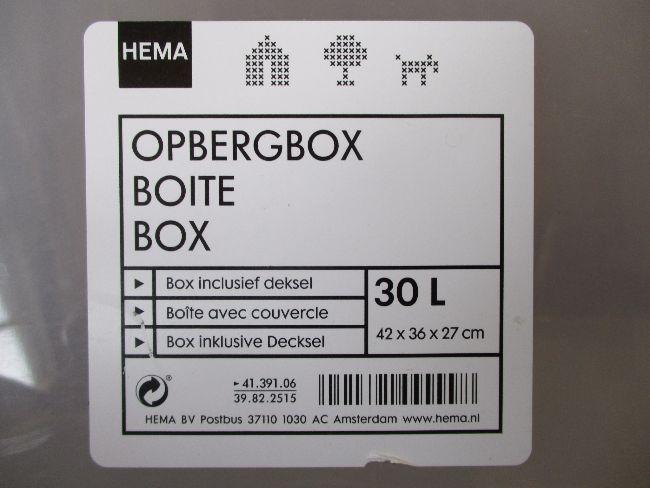 HEMA
OPBERGBOX
BOITE
BOX
Box inclusief deksel
Boîte avec couvercle
Box inklusive Decksel
30 L
42 x 36 x 27 cm
®
41.391.06
39.82.2515
HEMA BV Postbus 37110 1030 AC Amsterdam www.hema.nl